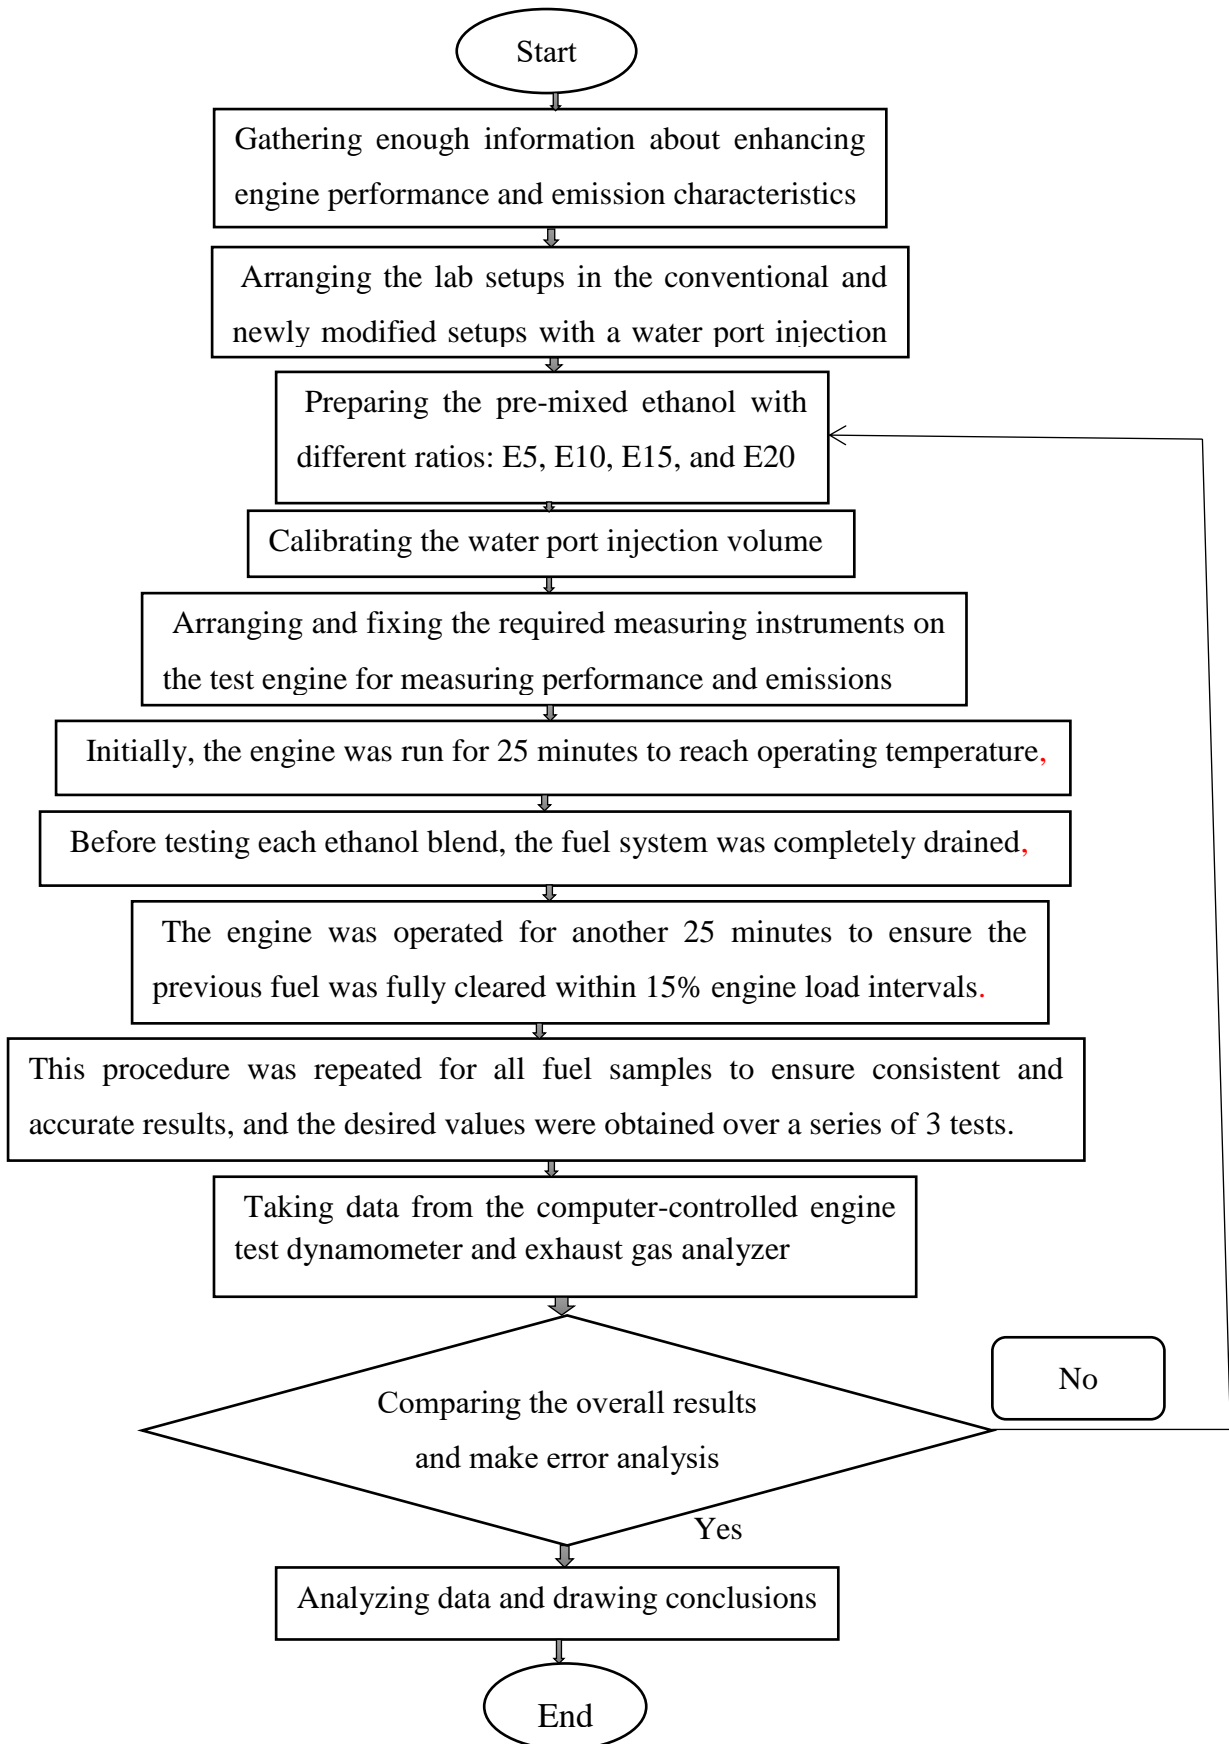 Start
Gathering enough information about enhancing
engine performance and emission characteristics
Arranging the lab setups in the conventional and
newly modified setups with a water port injection
Preparing the pre-mixed ethanol with
different ratios: E5, E10, E15, and E20
Calibrating the water port injection volume
Arranging and fixing the required measuring instruments on
the test engine for measuring performance and emissions
Initially, the engine was run for 25 minutes to reach operating temperature,
Before testing each ethanol blend, the fuel system was completely drained,
The engine was operated for another 25 minutes to ensure the
previous fuel was fully cleared within 15% engine load intervals.
This procedure was repeated for all fuel samples to ensure consistent and
accurate results, and the desired values were obtained over a series of 3 tests.
Taking data from the computer-controlled engine
test dynamometer and exhaust gas analyzer
No
Comparing the overall results
and make error analysis
Yes
Analyzing data and drawing conclusions
End